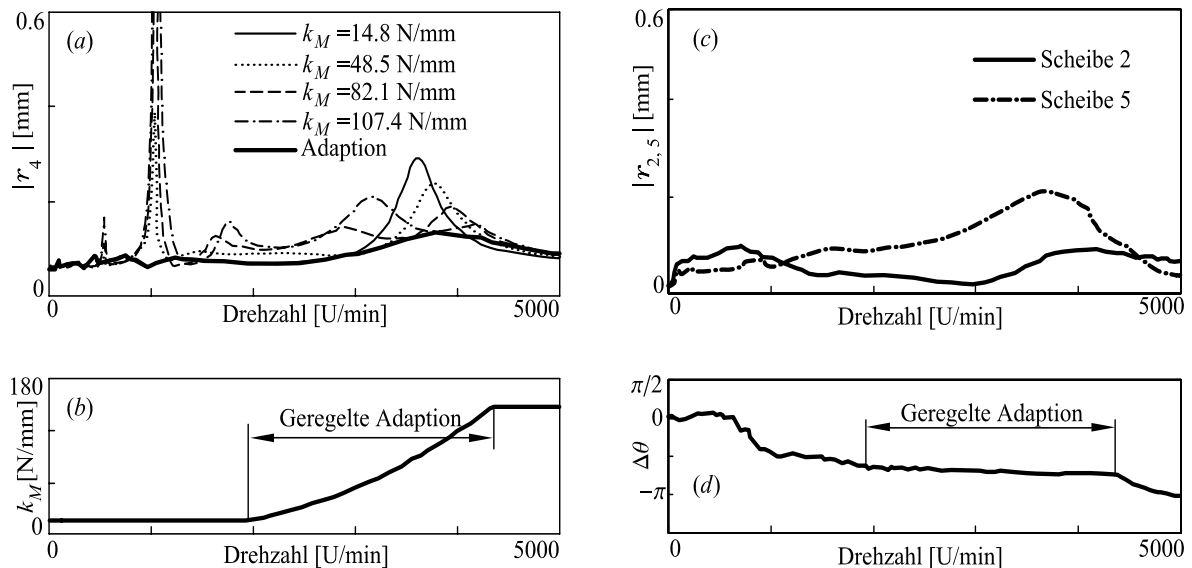 0.6
(a)
k_M =14.8 N/mm
k_M =48.5 N/mm
k_M =82.1 N/mm
k_M =107.4 N/mm
Adaption
|r_4| [mm]
0
0
Drehzahl [U/min]
5000
0.6
(c)
Scheibe 2
Scheibe 5
|r_{2, 5}| [mm]
0
0
Drehzahl [U/min]
5000
180
(b)
Geregelte Adaption
k_M [N/mm]
0
0
Drehzahl [U/min]
5000
π/2
0
Geregelte Adaption
Δθ
−π
(d)
0
Drehzahl [U/min]
5000